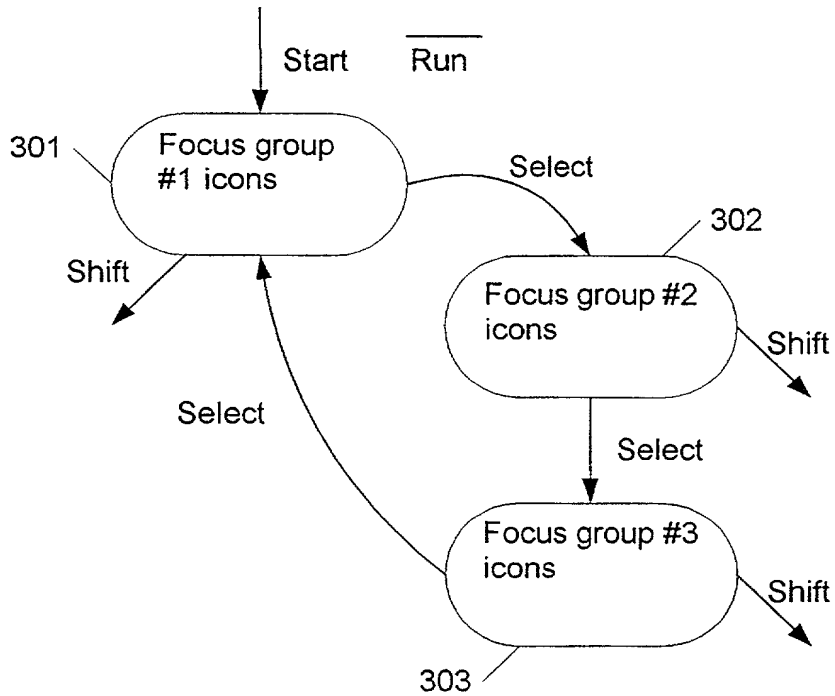 Start
Run
301
Focus group
#1 icons
Select
302
Shift
Focus group #2
icons
Shift
Select
Select
Focus group #3
icons
Shift
303